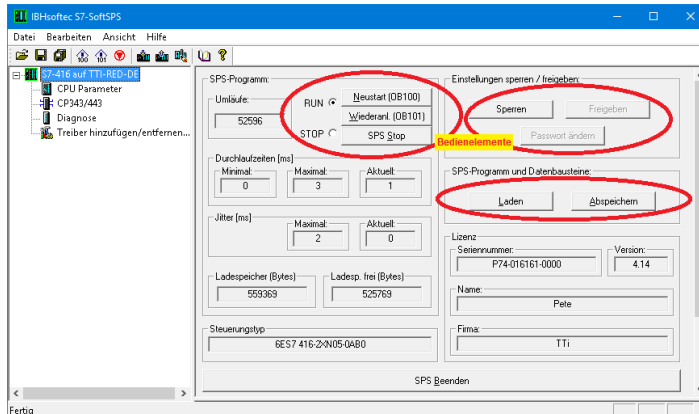 IBHsoftec S7-SoftSPS
Datei Bearbeiten Ansicht Hilfe
S7-416 auf TTI-RED-DE
CPU Parameter
CP343/443
Diagnose
Treiber hinzufügen/entfernen...
SPS-Programm:
Umläufe:
52596
RUN
STOP
Neustart (OB100)
Wiederanl. (OB101)
SPS Stop
Bedienelemente
Einstellungen sperren / freigeben:
Sperren
Freigeben
Passwort ändern
Durchlaufzeiten [ms]
Minimal: Maximal: Aktuell:
0 3 1
SPS-Programm und Datenbausteine:
Laden
Abspeichern
Jitter [ms]
Maximal: Aktuell:
2 0
Ladespeicher (Bytes) Ladesp. frei (Bytes)
559369 525769
Lizenz
Seriennummer: Version:
P74-016161-0000 4.14
Name:
Pete
Firma:
TTi
Steuerungstyp
6ES7 416-2XN05-0AB0
SPS Beenden
Fertig